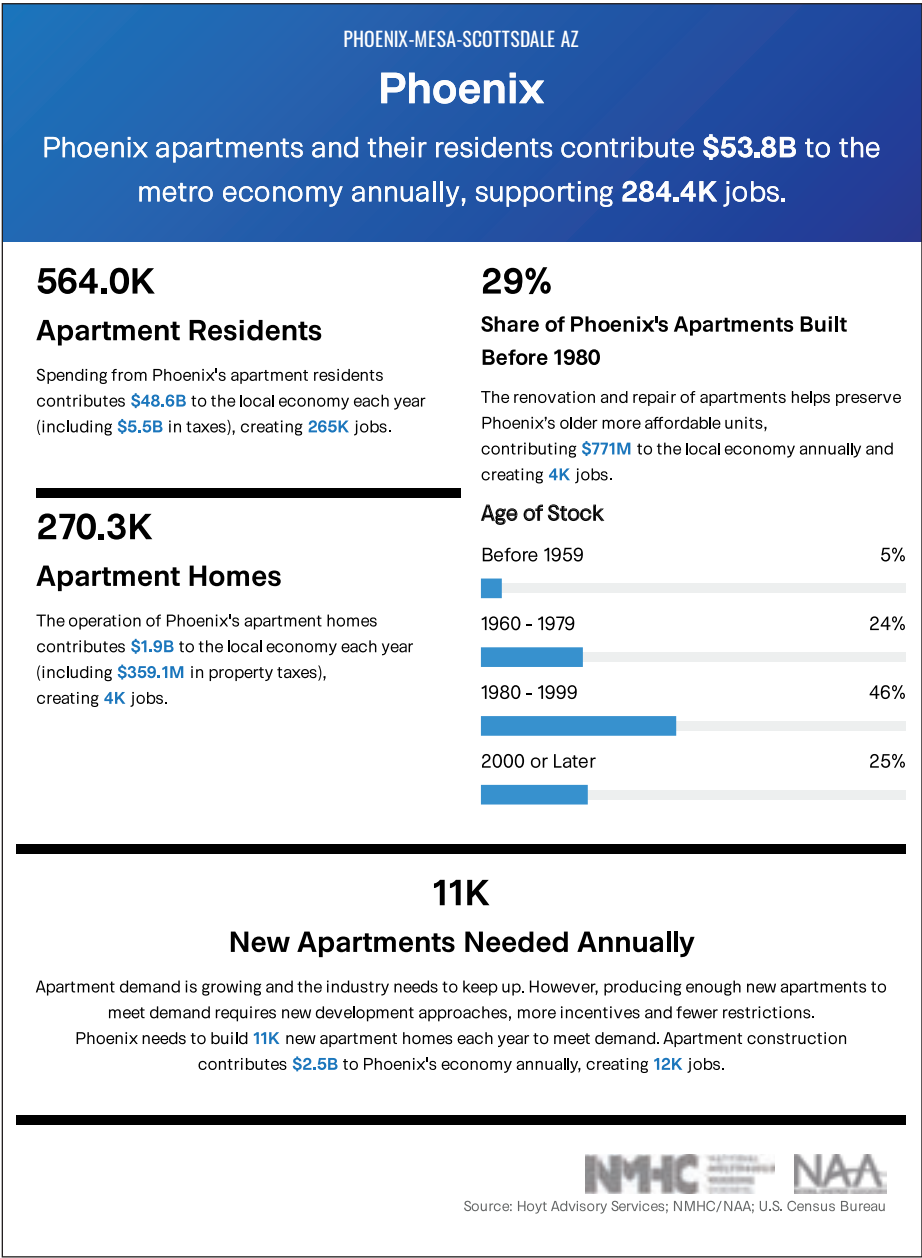 PHOENIX-MESA-SCOTTSDALE AZ
Phoenix
Phoenix apartments and their residents contribute $53.8B to the
metro economy annually, supporting 284.4K jobs.
564.0K
Apartment Residents
Spending from Phoenix's apartment residents
contributes $48.6B to the local economy each year
(including $5.5B in taxes), creating 265K jobs.
270.3K
Apartment Homes
The operation of Phoenix's apartment homes
contributes $1.9B to the local economy each year
(including $359.1M in property taxes),
creating 4K jobs.
29%
Share of Phoenix's Apartments Built
Before 1980
The renovation and repair of apartments helps preserve
Phoenix’s older more affordable units,
contributing $771M to the local economy annually and
creating 4K jobs.
Age of Stock
Before 1959 5%
1960 - 1979 24%
1980 - 1999 46%
2000 or Later 25%
11K
New Apartments Needed Annually
Apartment demand is growing and the industry needs to keep up. However, producing enough new apartments to
meet demand requires new development approaches, more incentives and fewer restrictions.
Phoenix needs to build 11K new apartment homes each year to meet demand. Apartment construction
contributes $2.5B to Phoenix's economy annually, creating 12K jobs.
NMHC NAA
Source: Hoyt Advisory Services; NMHC/NAA; U.S. Census Bureau